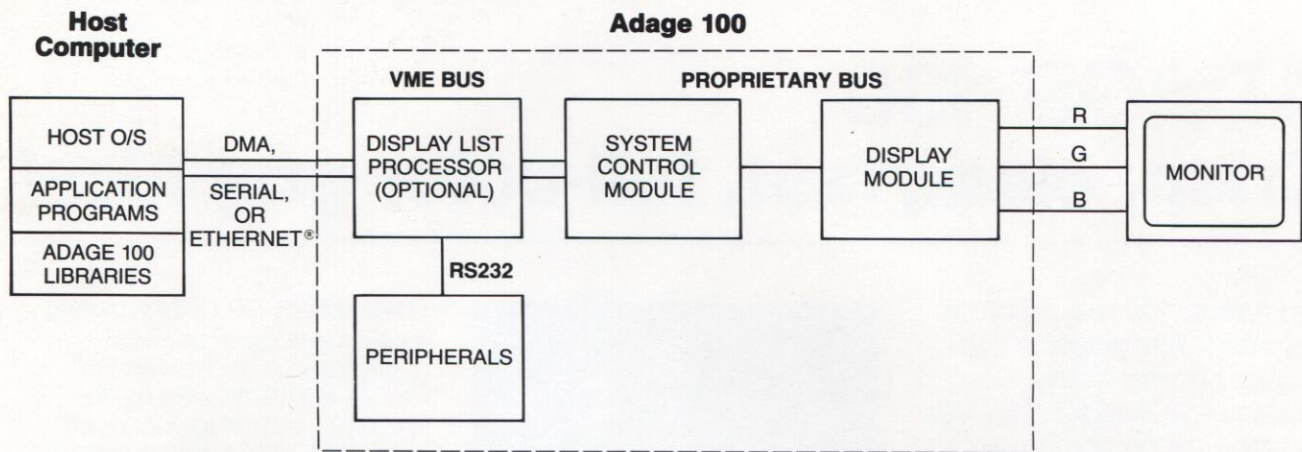 Host
Computer
Adage 100
VME BUS
PROPRIETARY BUS
HOST O/S
APPLICATION
PROGRAMS
ADAGE 100
LIBRARIES
DMA,
SERIAL,
OR
ETHERNET®
DISPLAY LIST
PROCESSOR
(OPTIONAL)
RS232
PERIPHERALS
SYSTEM
CONTROL
MODULE
DISPLAY
MODULE
R
G
B
MONITOR